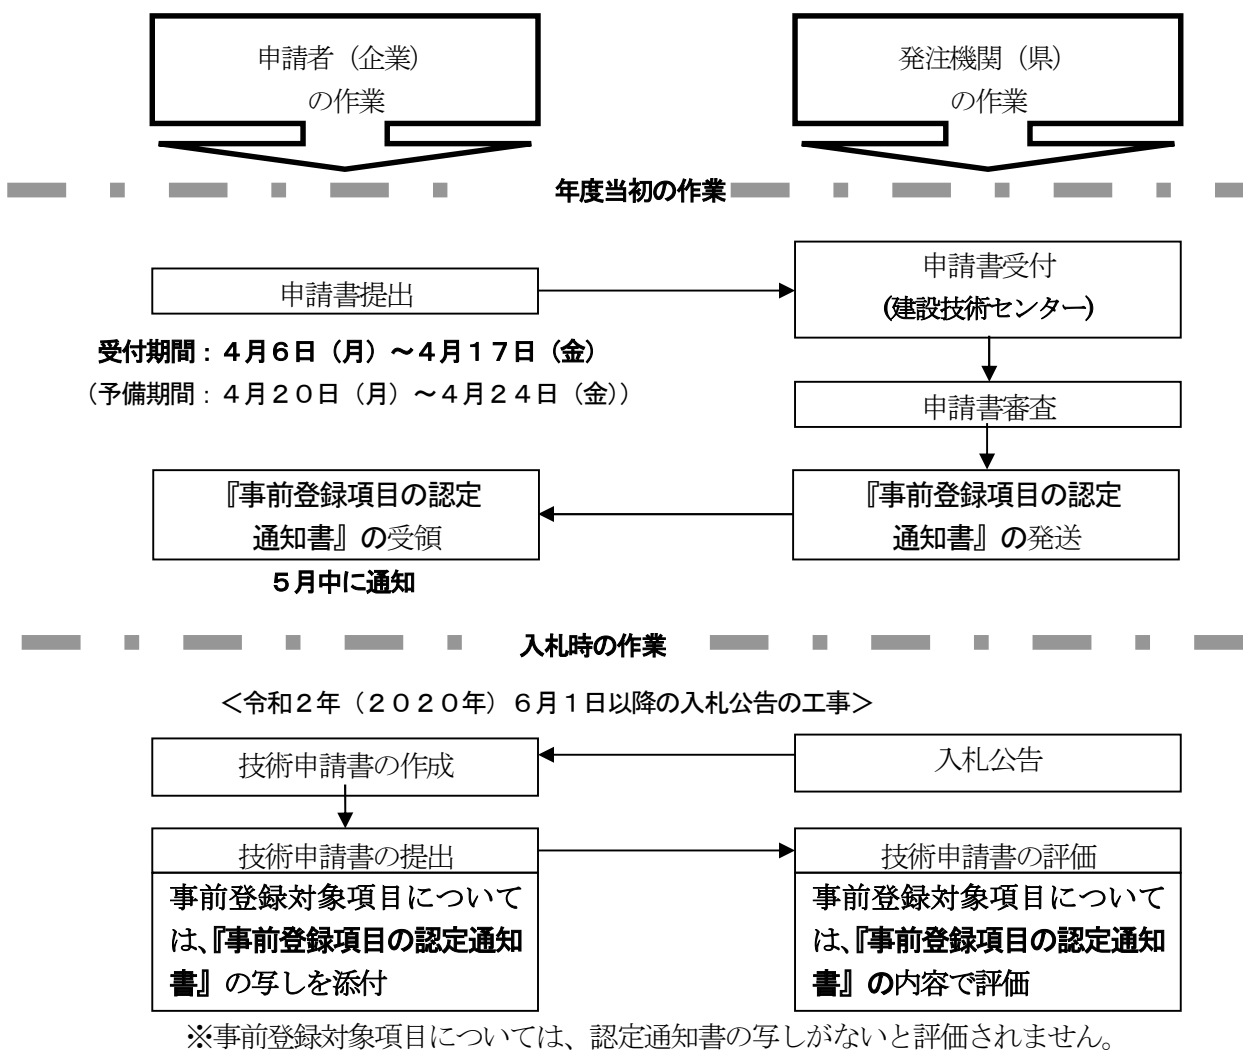 申請者（企業）
の作業
発注機関（県）
の作業
年度当初の作業
申請書提出
申請書受付
(建設技術センター)
受付期間：４月６日（月）～４月１７日（金）
（予備期間：４月２０日（月）～４月２４日（金））
申請書審査
『事前登録項目の認定
通知書』の受領
『事前登録項目の認定
通知書』の発送
５月中に通知
入札時の作業
＜令和２年（２０２０年）６月１日以降の入札公告の工事＞
技術申請書の作成
入札公告
技術申請書の提出
事前登録対象項目について
は、『事前登録項目の認定通知
書』の写しを添付
技術申請書の評価
事前登録対象項目について
は、『事前登録項目の認定通知
書』の内容で評価
※事前登録対象項目については、認定通知書の写しがないと評価されません。